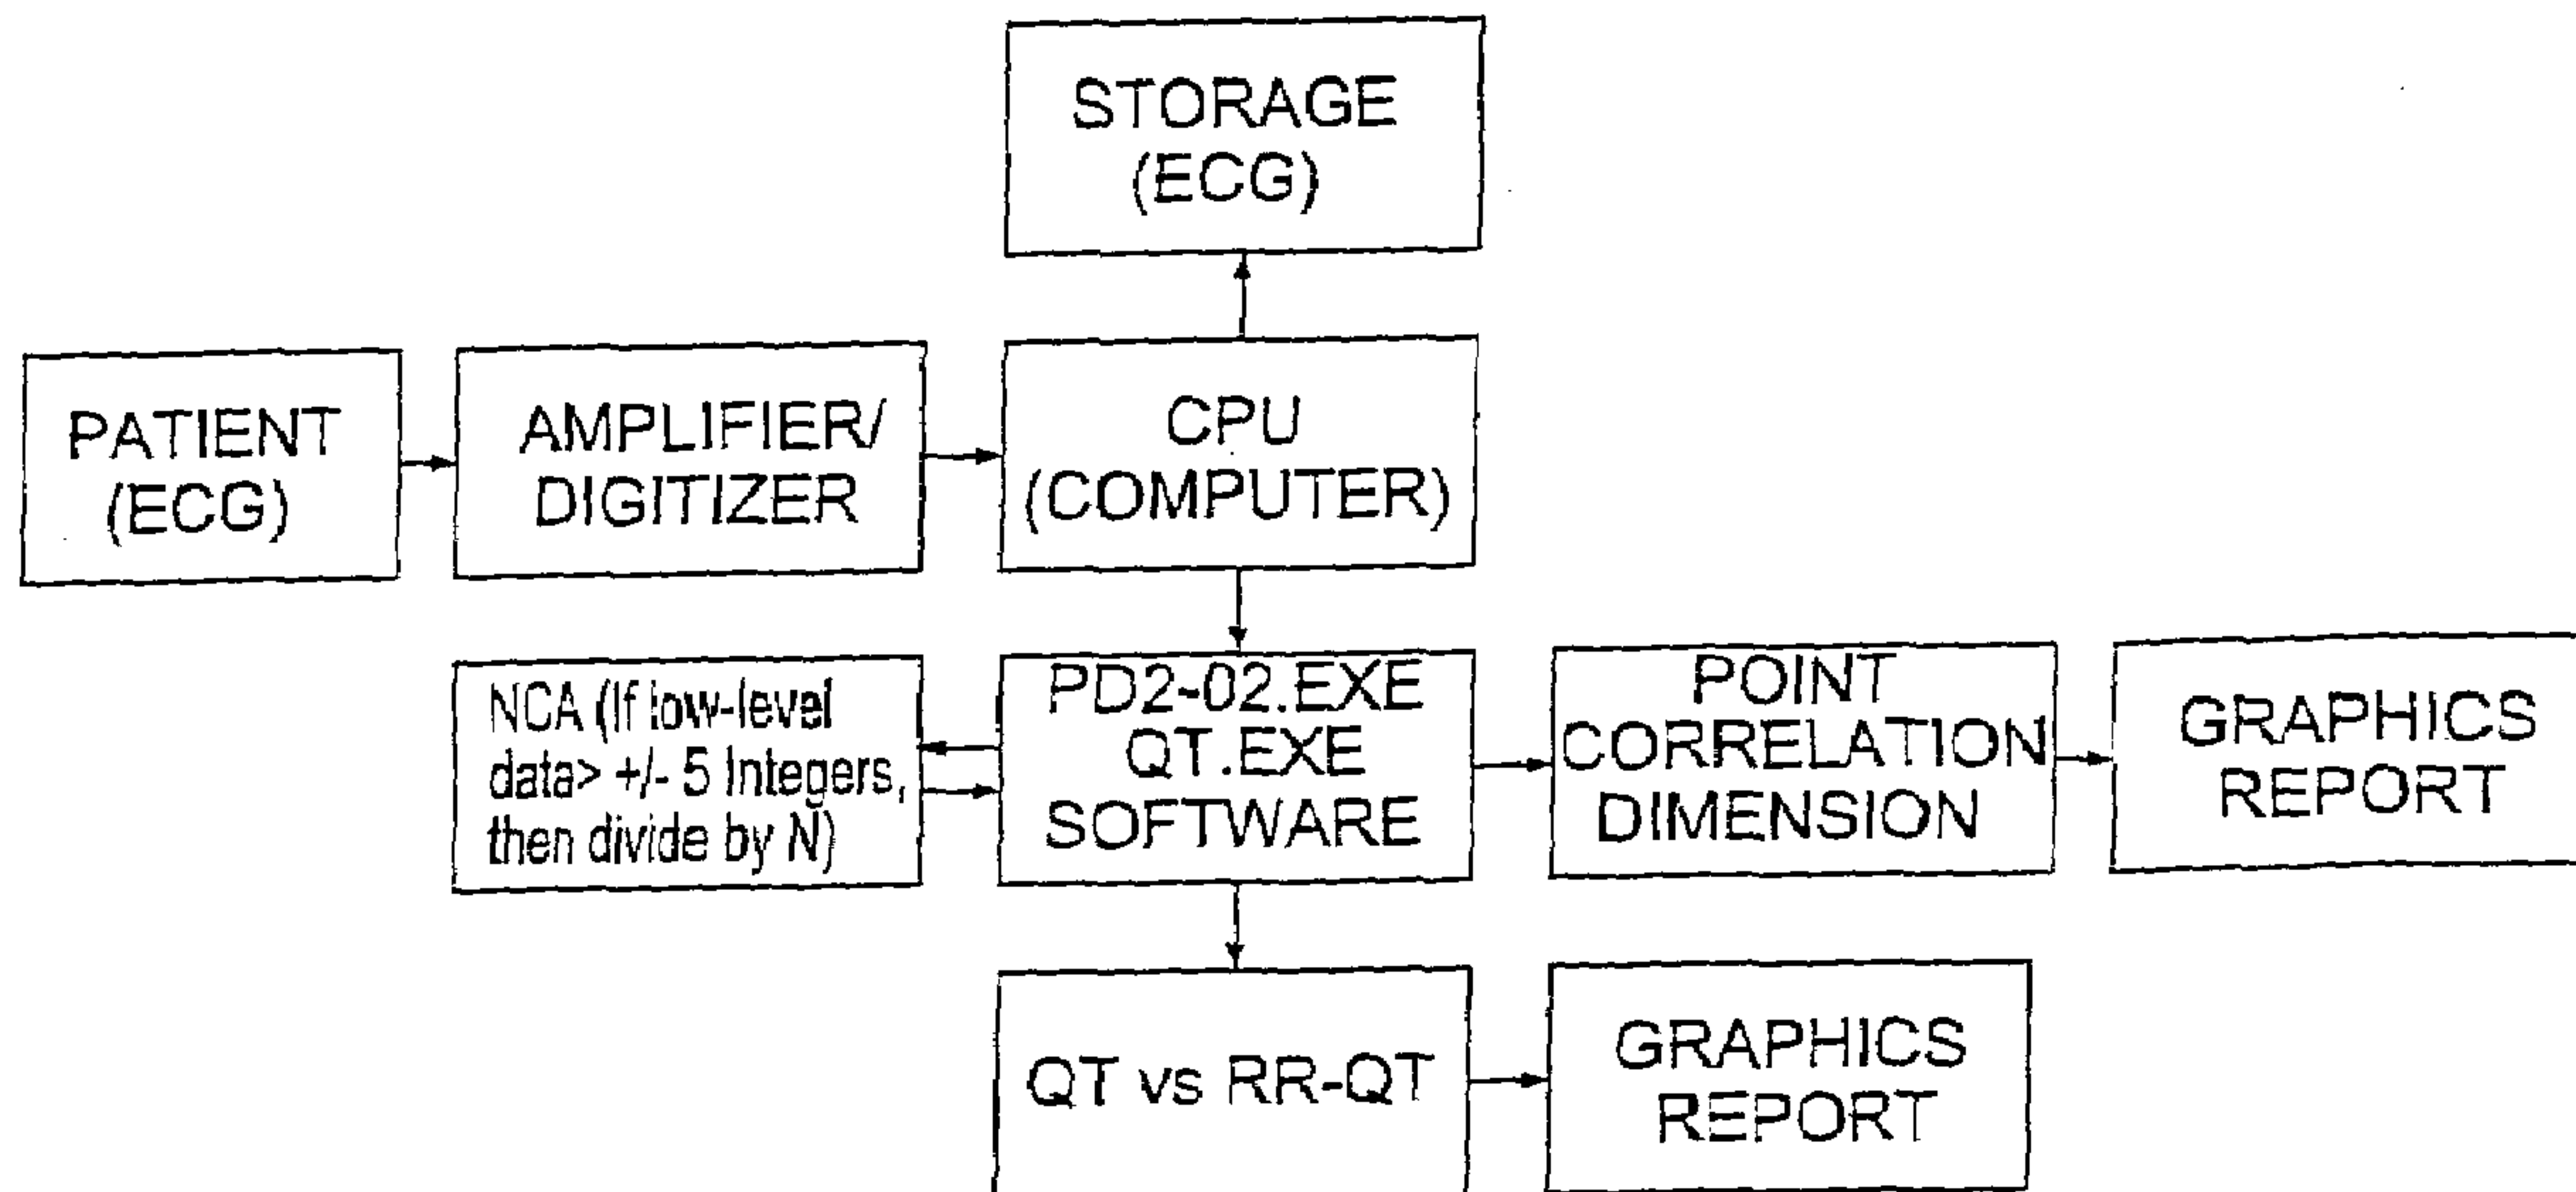 STORAGE
(ECG)
PATIENT
(ECG)
AMPLIFIER/
DIGITIZER
CPU
(COMPUTER)
NCA (If low-level
data> +/- 5 Integers,
then divide by N)
PD2-02.EXE
QT.EXE
SOFTWARE
POINT
CORRELATION
DIMENSION
GRAPHICS
REPORT
QT vs RR-QT
GRAPHICS
REPORT